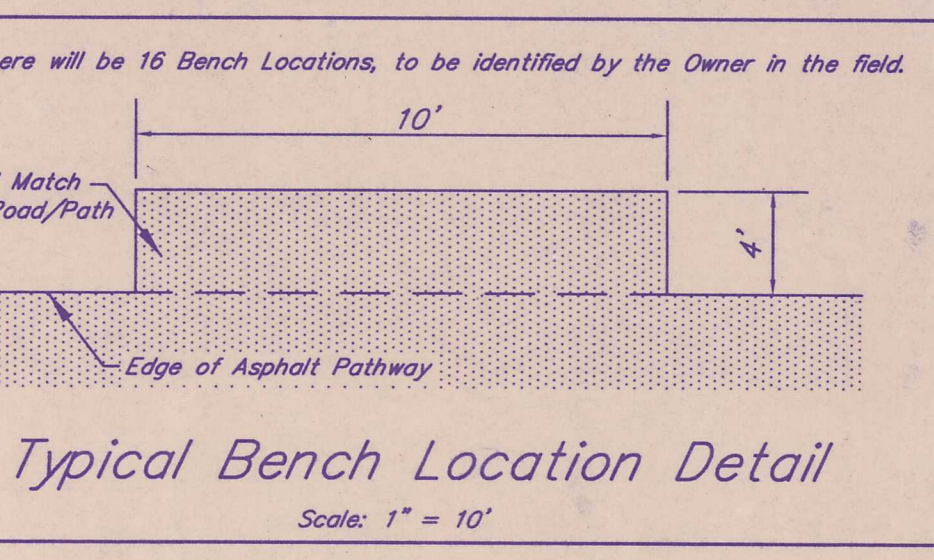 ere will be 16 Bench Locations, to be identified by the Owner in the field.
10'
Match
Road/Path
4'
Edge of Asphalt Pathway
Typical Bench Location Detail
Scale: 1" = 10'